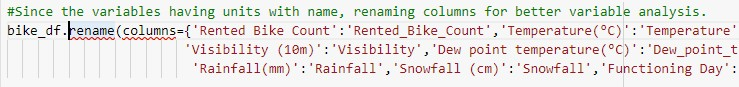 #Since the variables having units with name, renaming columns for better variable analysis.
bike_df.rename(columns={'Rented Bike Count':'Rented_Bike_Count','Temperature(°C)':'Temperature'
'Visibility (10m)':'Visibility','Dew point temperature(°C)':'Dew_point_t
'Rainfall(mm)':'Rainfall','Snowfall (cm)':'Snowfall','Functioning Day':